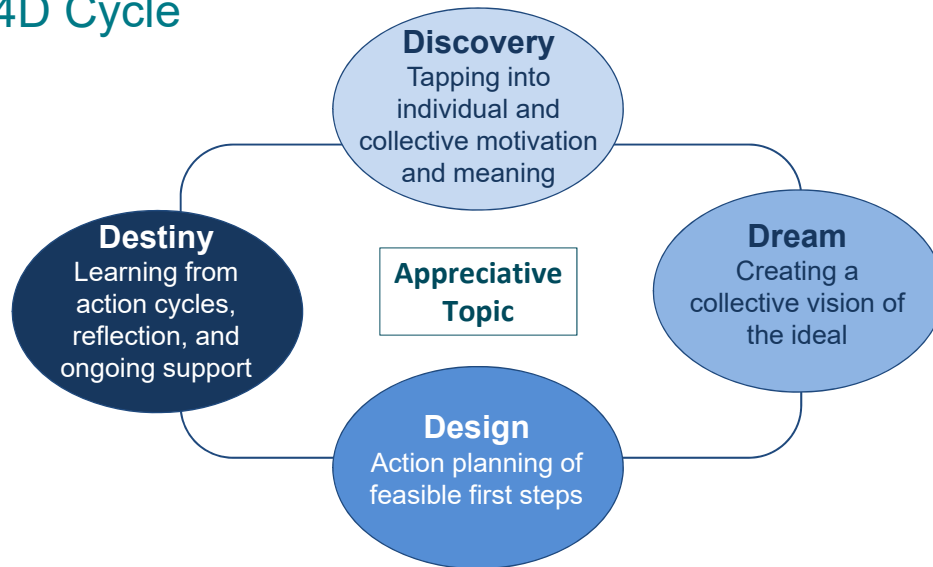 4D Cycle
Discovery
Tapping into
individual and
collective motivation
and meaning
Dream
Creating a
collective vision of
the ideal
Appreciative
Topic
Destiny
Learning from
action cycles,
reflection, and
ongoing support
Design
Action planning of
feasible first steps